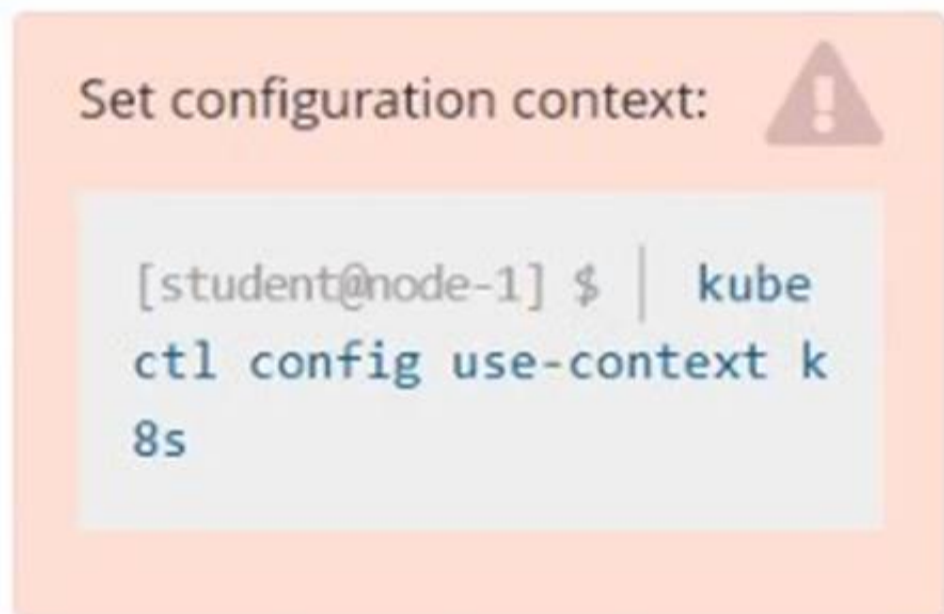 Set configuration context:
[student@node-1] $ | kube
ctl config use-context k
8s